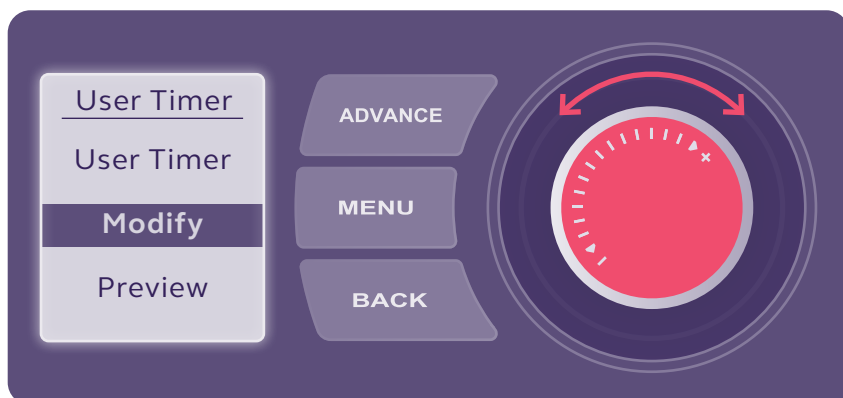 User Timer
User Timer
Modify
Preview
ADVANCE
MENU
BACK